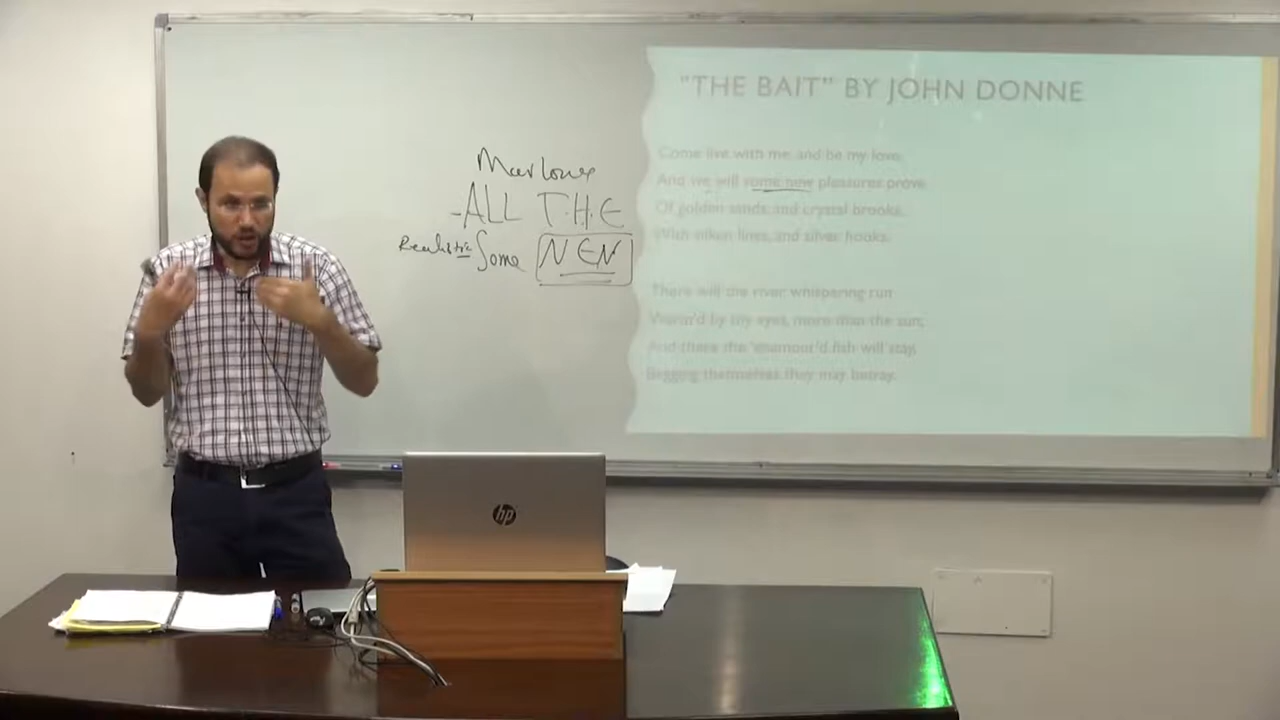 "THE BAIT" BY JOHN DONNE
Come live with me, and be my love,
And we will some new pleasures prove
Of golden sands, and crystal brooks,
With silken lines, and silver hooks.
There will the river whispering run
Warm'd by thy eyes, more than the sun;
And there the 'enamour'd fish will stay,
Begging themselves they may betray.
Marlowe
-ALL T.H.E
Realistic Some NEW
hp